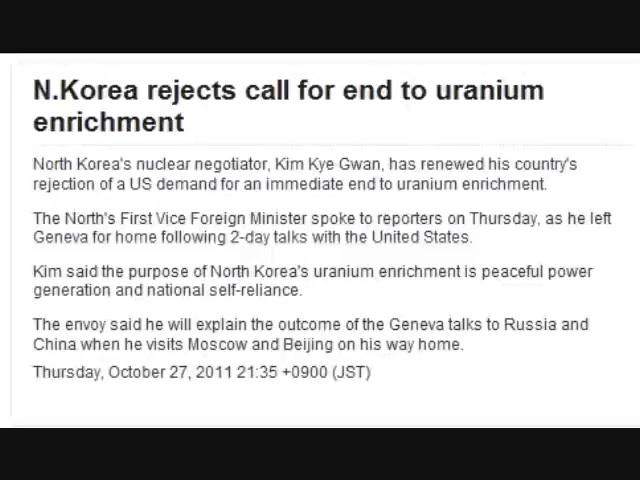 N.Korea rejects call for end to uranium
enrichment
North Korea's nuclear negotiator, Kim Kye Gwan, has renewed his country's
rejection of a US demand for an immediate end to uranium enrichment.
The North's First Vice Foreign Minister spoke to reporters on Thursday, as he left
Geneva for home following 2-day talks with the United States.
Kim said the purpose of North Korea's uranium enrichment is peaceful power
generation and national self-reliance.
The envoy said he will explain the outcome of the Geneva talks to Russia and
China when he visits Moscow and Beijing on his way home.
Thursday, October 27, 2011 21:35 +0900 (JST)